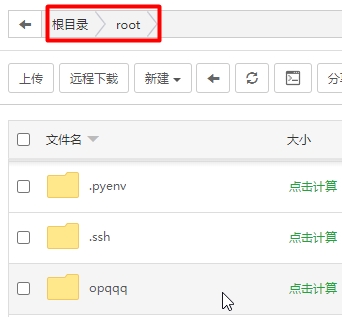 根目录 root
上传 远程下载 新建 分享
文件名 大小
.pyenv 点击计算
.ssh 点击计算
opqqq 点击计算